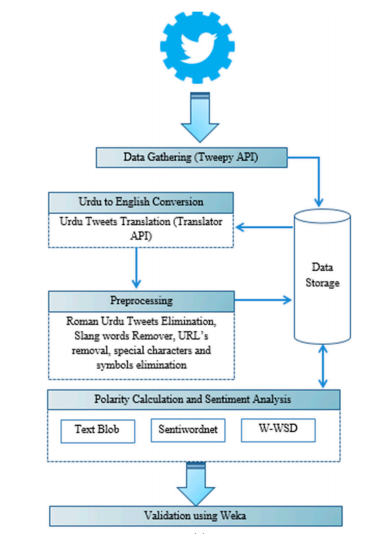 Data Gathering (Tweepy API)
Urdu to English Conversion
Urdu Tweets Translation (Translator
API)
Data
Storage
Preprocessing
Roman Urdu Tweets Elimination,
Slang words Remover, URL's
removal, special characters and
symbols elimination
Polarity Calculation and Sentiment Analysis
Text Blob
Sentiwordnet
W-WSD
Validation using Weka